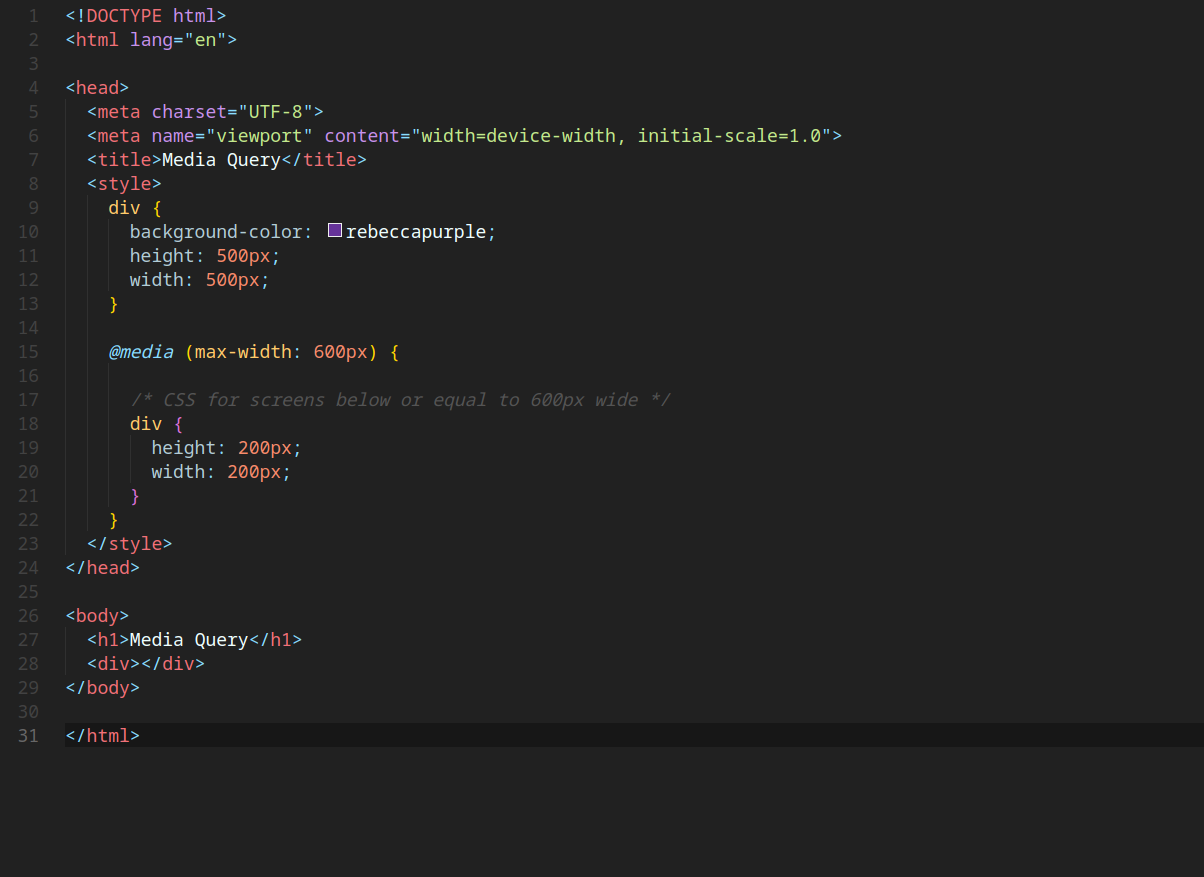 1 <!DOCTYPE html>
2 <html lang="en">
3
4 <head>
5   <meta charset="UTF-8">
6   <meta name="viewport" content="width=device-width, initial-scale=1.0">
7   <title>Media Query</title>
8   <style>
9     div {
10       background-color: rebeccapurple;
11       height: 500px;
12       width: 500px;
13     }
14
15     @media (max-width: 600px) {
16
17       /* CSS for screens below or equal to 600px wide */
18       div {
19         height: 200px;
20         width: 200px;
21       }
22     }
23   </style>
24 </head>
25
26 <body>
27   <h1>Media Query</h1>
28   <div></div>
29 </body>
30
31 </html>